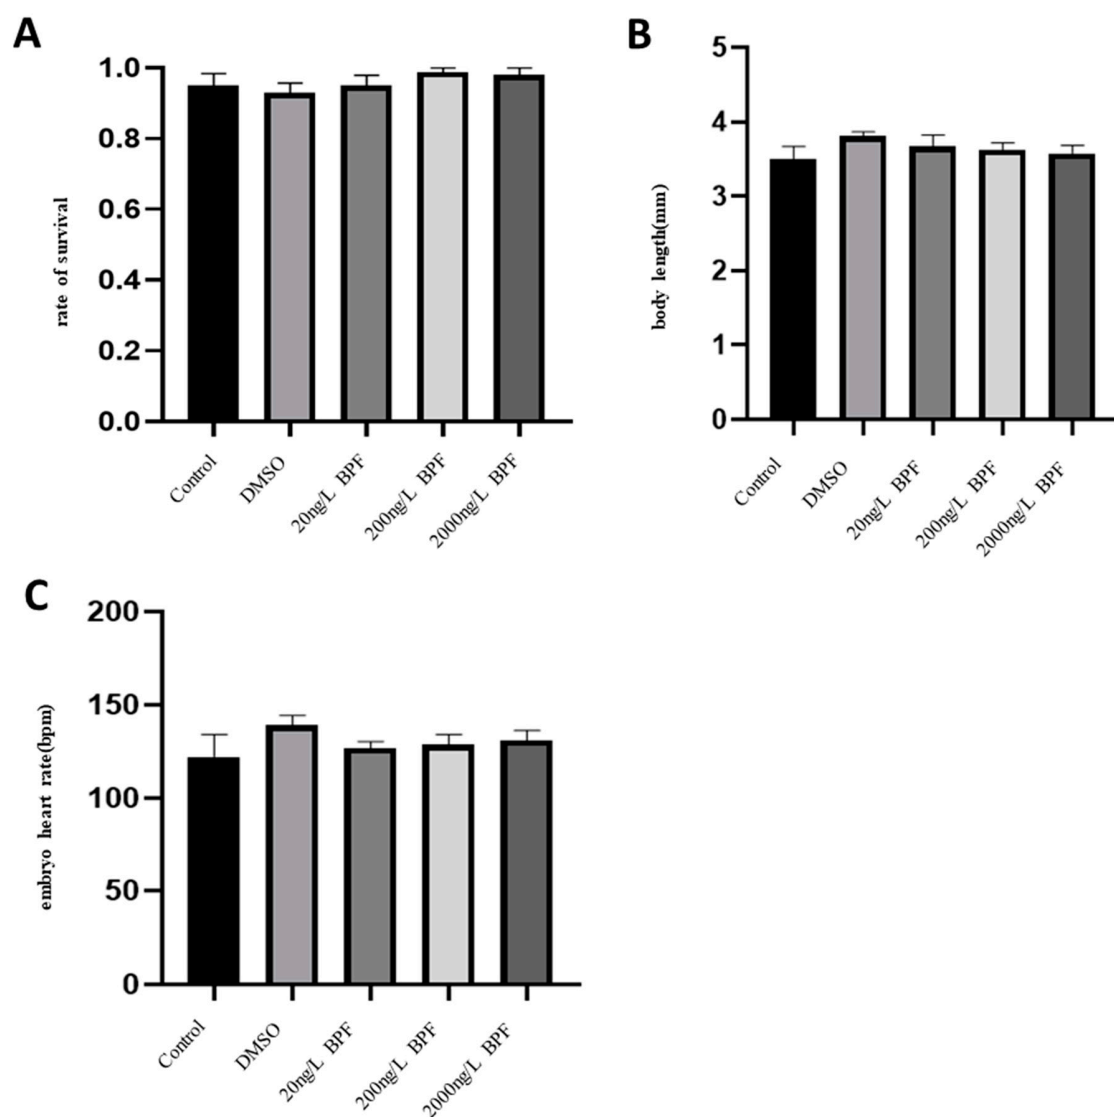 A
rate of survival
1.0
0.8
0.6
0.4
0.2
0.0
Control
DMSO
20ng/L BPF
200ng/L BPF
2000ng/L BPF
B
body length(mm)
5
4
3
2
1
0
Control
DMSO
20ng/L BPF
200ng/L BPF
2000ng/L BPF
C
embryo heart rate(bpm)
200
150
100
50
0
Control
DMSO
20ng/L BPF
200ng/L BPF
2000ng/L BPF